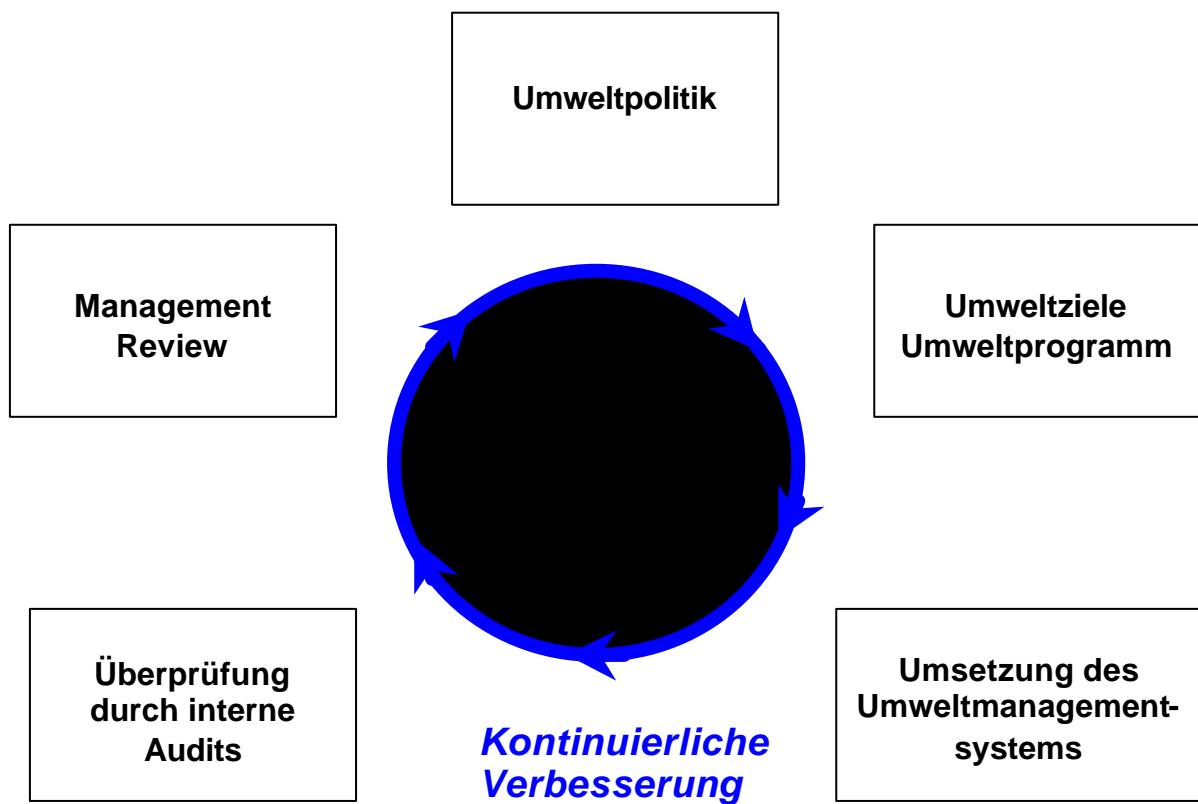 Umweltpolitik
Management
Review
Umweltziele
Umweltprogramm
Überprüfung
durch interne
Audits
Umsetzung des
Umweltmanagement-
systems
Kontinuierliche
Verbesserung